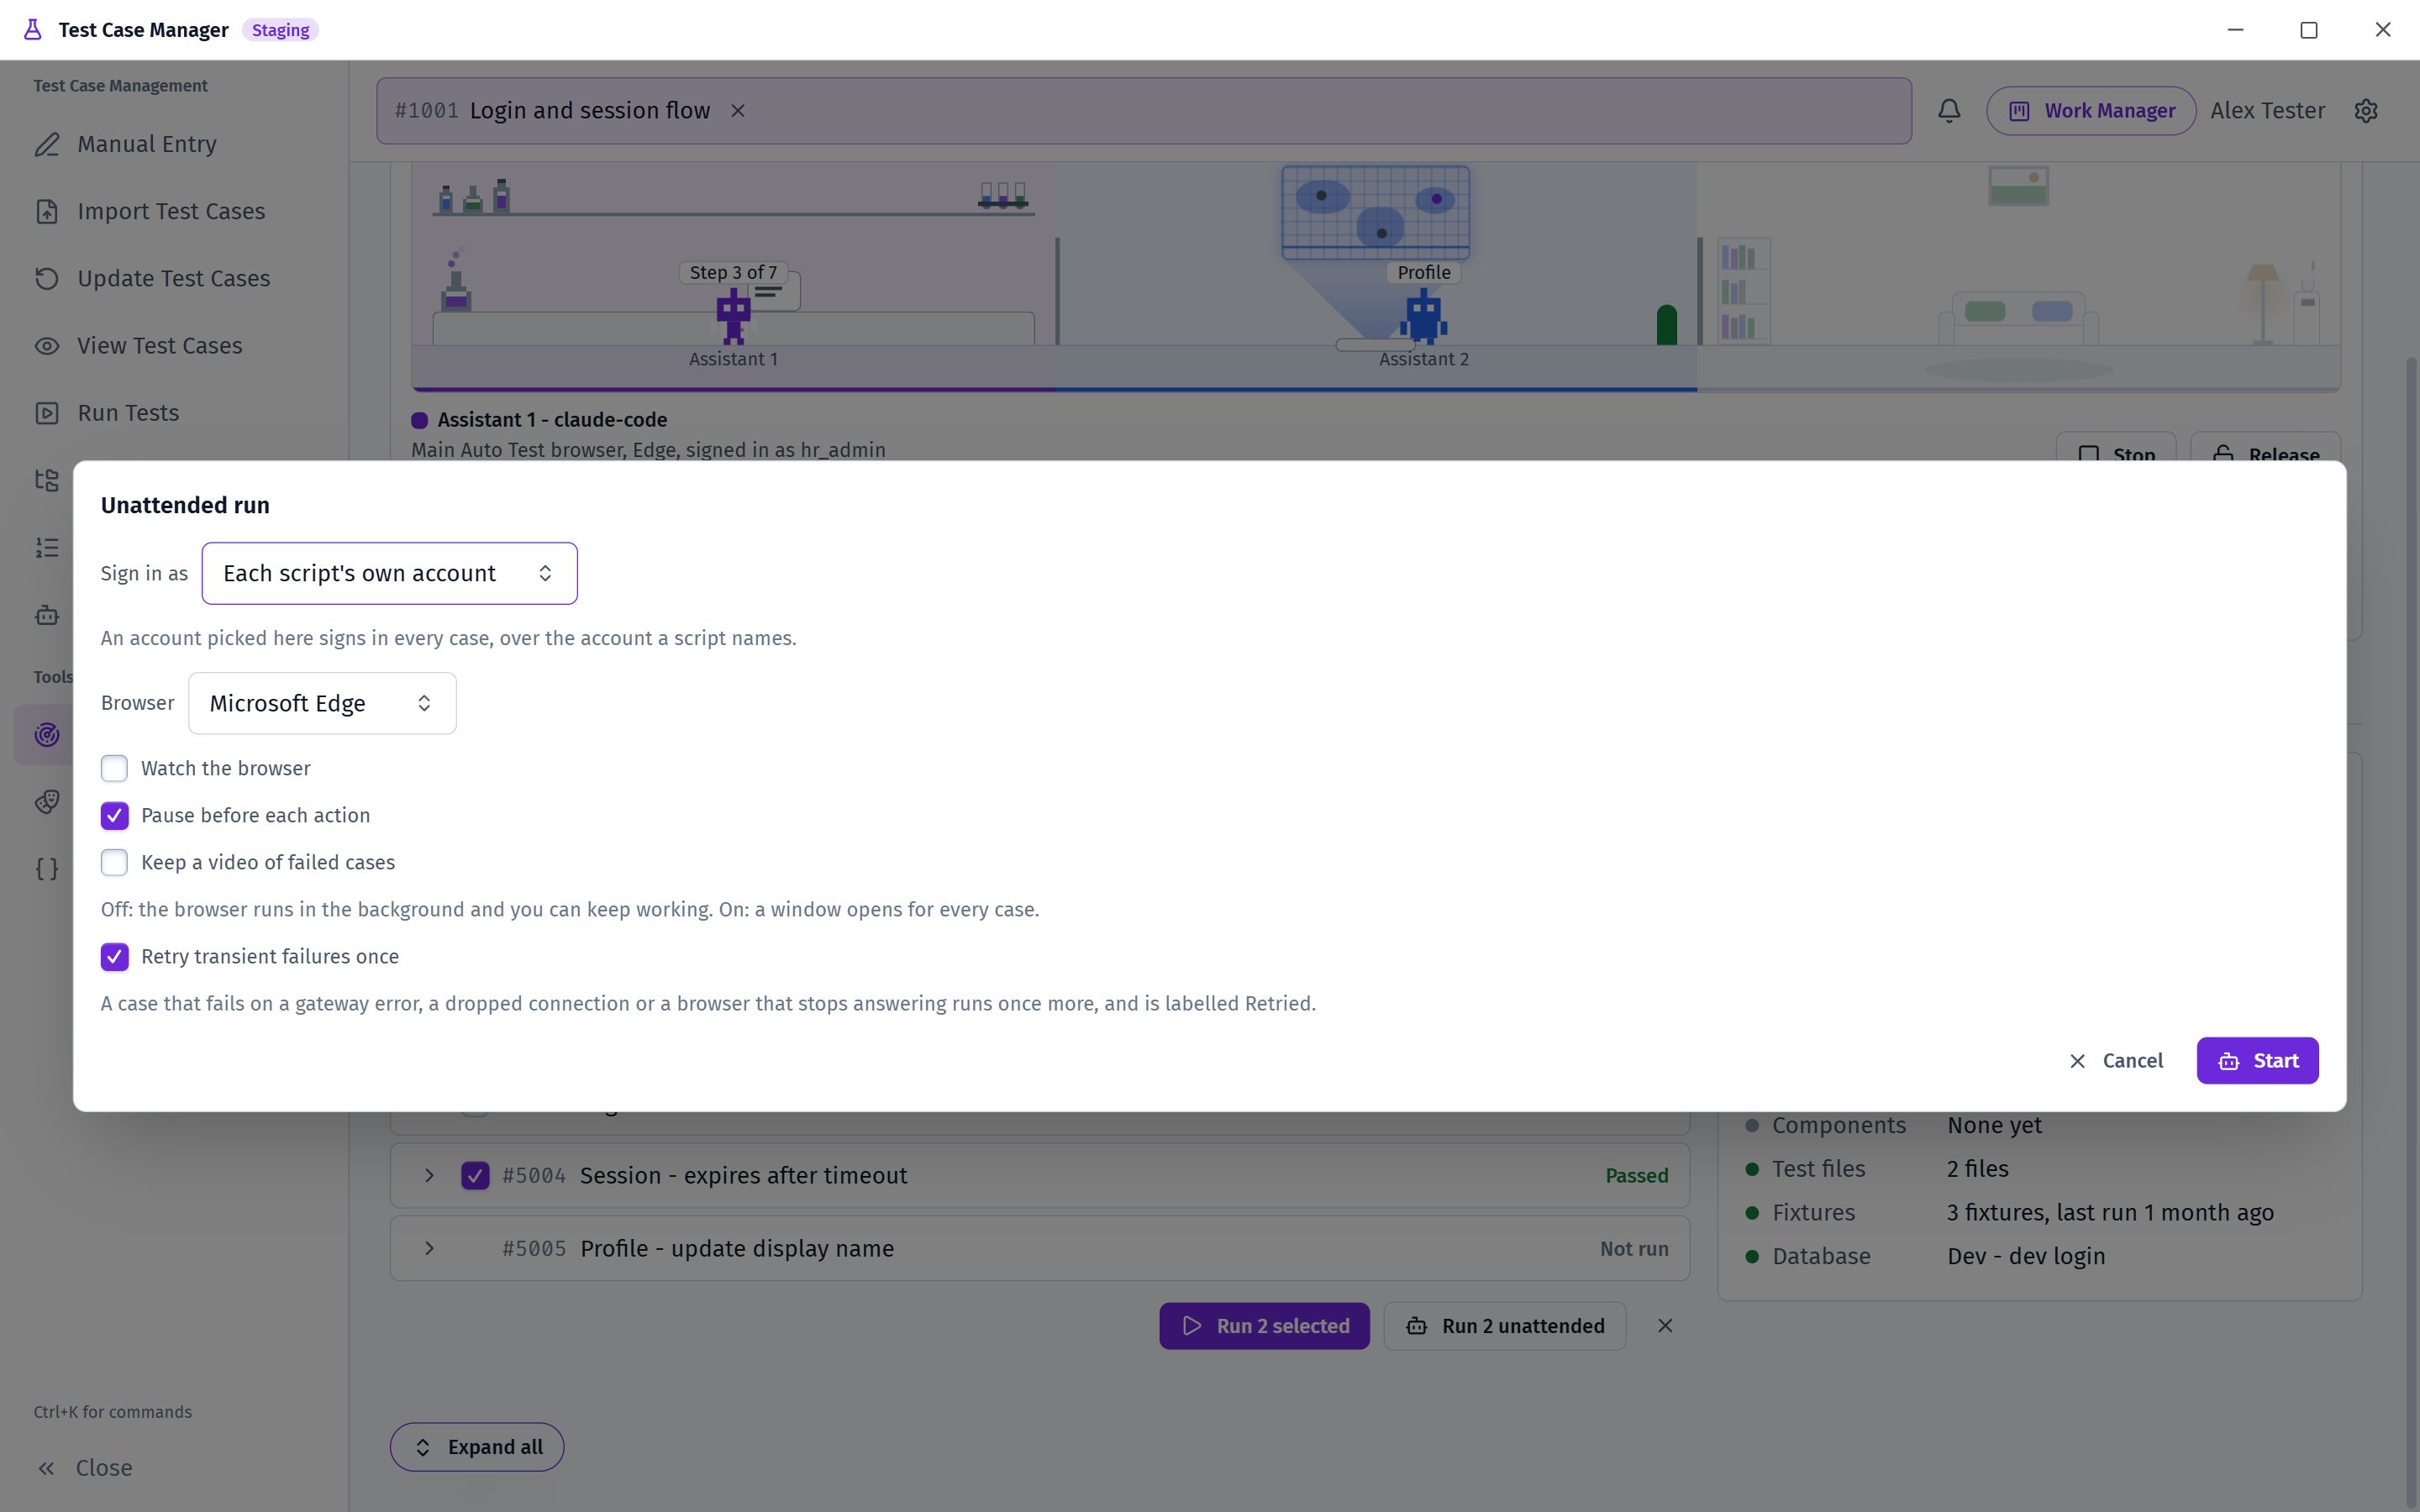 Test Case Manager Staging
Test Case Management
Manual Entry
Import Test Cases
Update Test Cases
View Test Cases
Run Tests
Tools
Ctrl+K for commands
Close
#1001 Login and session flow
Work Manager
Alex Tester
Step 3 of 7
Assistant 1
Profile
Assistant 2
Assistant 1 - claude-code
Main Auto Test browser, Edge, signed in as hr_admin
Stop
Release
Unattended run
Sign in as Each script's own account
An account picked here signs in every case, over the account a script names.
Browser Microsoft Edge
Watch the browser
Pause before each action
Keep a video of failed cases
Off: the browser runs in the background and you can keep working. On: a window opens for every case.
Retry transient failures once
A case that fails on a gateway error, a dropped connection or a browser that stops answering runs once more, and is labelled Retried.
Cancel
Start
#5004 Session - expires after timeout Passed
#5005 Profile - update display name Not run
Run 2 selected
Run 2 unattended
Expand all
Components None yet
Test files 2 files
Fixtures 3 fixtures, last run 1 month ago
Database Dev - dev login